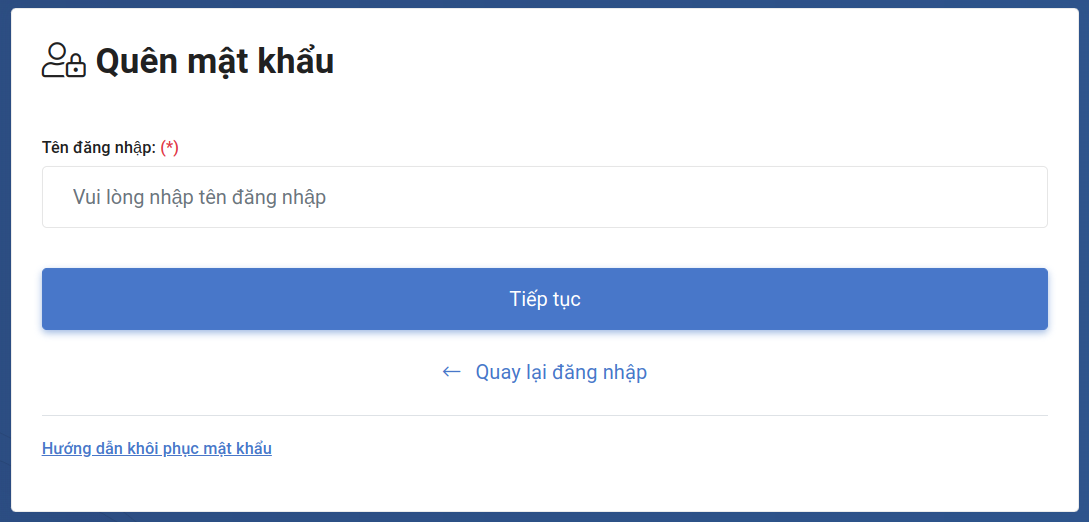 Quên mật khẩu
Tên đăng nhập: (*)
Vui lòng nhập tên đăng nhập
Tiếp tục
← Quay lại đăng nhập
Hướng dẫn khôi phục mật khẩu